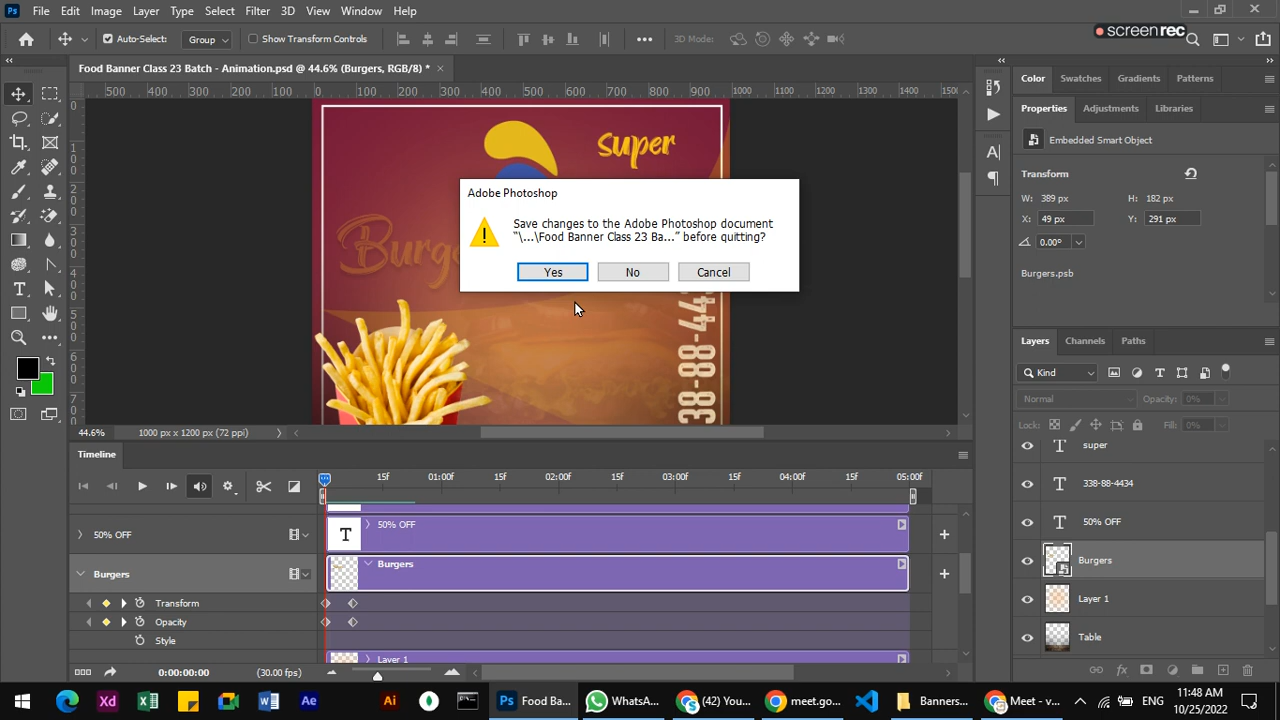 Ps File Edit Image Layer Type Select Filter 3D View Window Help
Auto-Select: Group Show Transform Controls 3D Mode: screenrec
Food Banner Class 23 Batch - Animation.psd @ 44.6% (Burgers, RGB/8) *
500 400 300 200 100 0 100 200 300 400 500 600 700 800 900 1000 1100 1200 1300 1400
Color Swatches Gradients Patterns
Properties Adjustments Libraries
Embedded Smart Object
Transform
W: 389 px H: 182 px
X: 49 px Y: 291 px
0.00°
Burgers.psb
super
Burge
38-88-44
Adobe Photoshop
Save changes to the Adobe Photoshop document
“\...\Food Banner Class 23 Ba...” before quitting?
Yes No Cancel
44.6% 1000 px x 1200 px (72 ppi)
Layers Channels Paths
Kind
Normal Opacity: 0%
Lock: Fill: 0%
super
338-88-4434
50% OFF
Burgers
Layer 1
Table
Timeline
15f 01:00f 15f 02:00f 15f 03:00f 15f 04:00f 15f 05:00f
50% OFF T 50% OFF
Burgers Burgers
Transform
Opacity
Style
Layer 1
0:00:00:00 (30.00 fps)
Xd Ae Ai Ps Food Ba... WhatsA... (42) You... meet.go... Banners... Meet - v... ENG 11:48 AM
10/25/2022